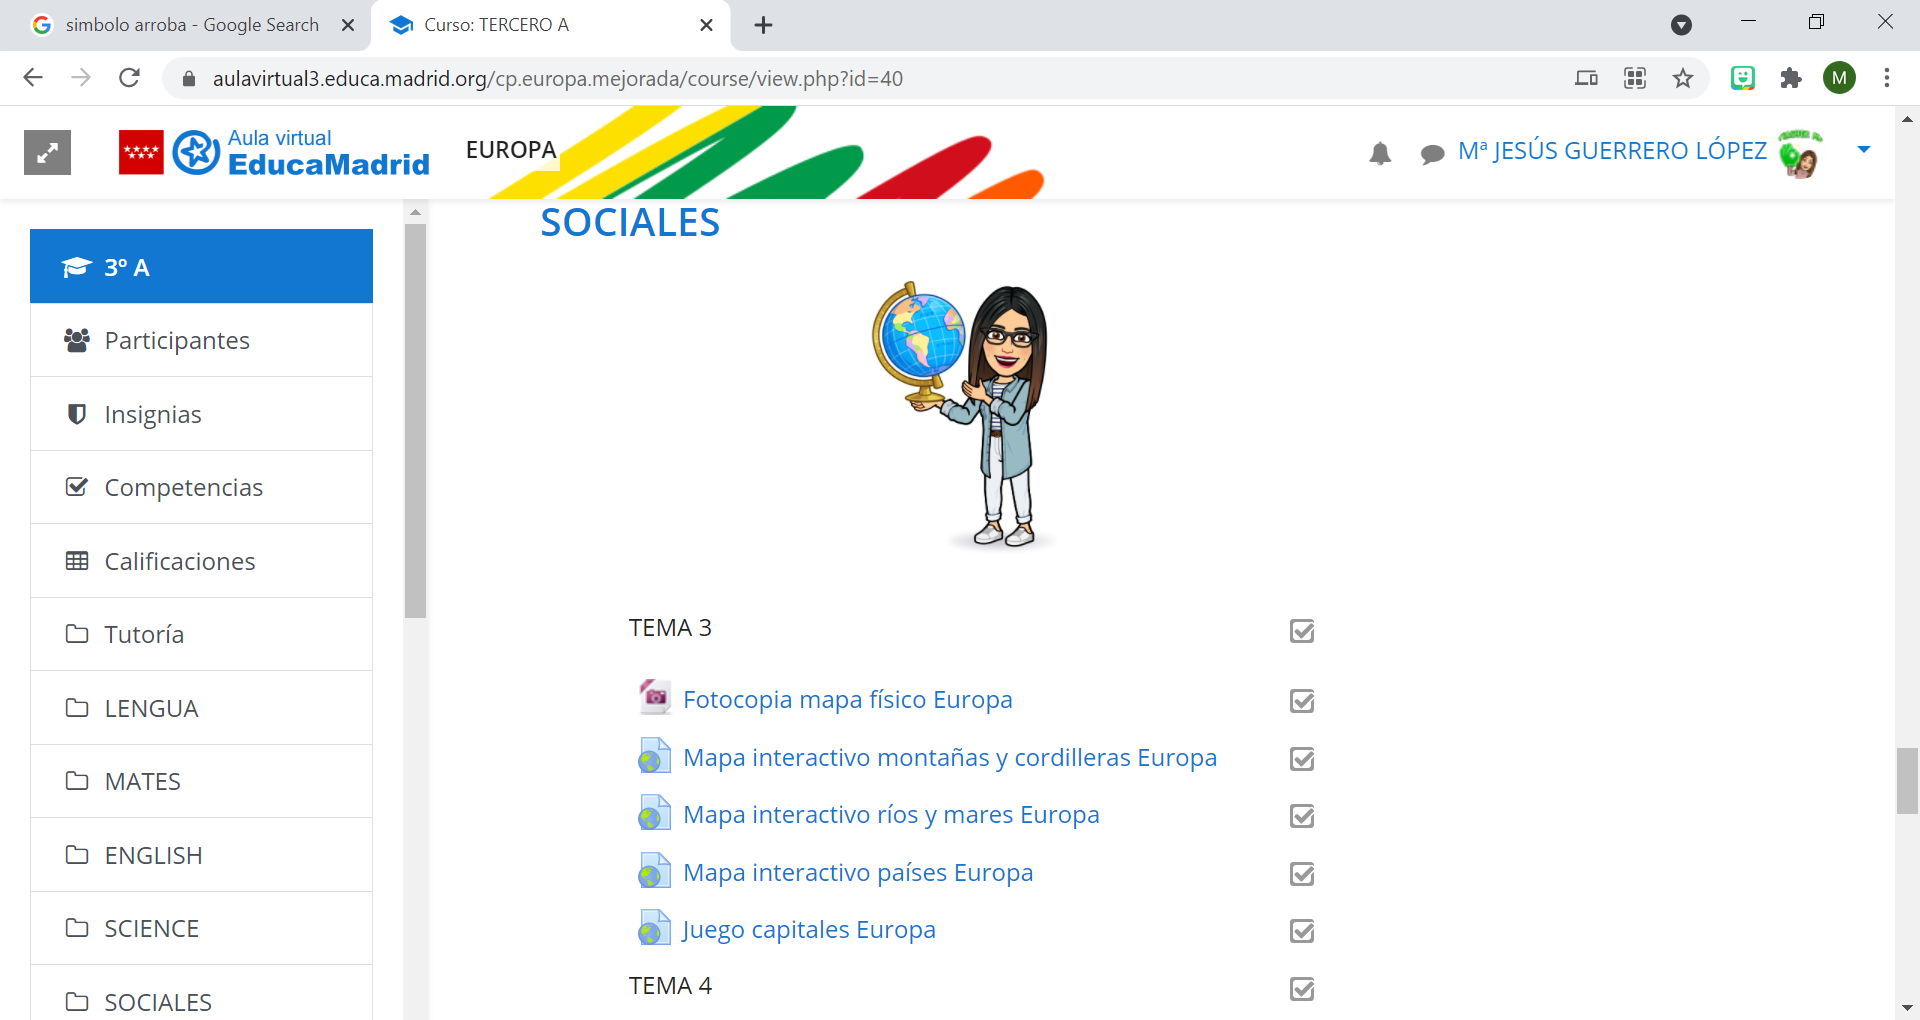 simbolo arroba - Google Search
Curso: TERCERO A
aulavirtual3.educa.madrid.org/cp.europa.mejorada/course/view.php?id=40
M
Aula virtual
EducaMadrid
EUROPA
Mª JESÚS GUERRERO LÓPEZ
3º A
Participantes
Insignias
Competencias
Calificaciones
Tutoría
LENGUA
MATES
ENGLISH
SCIENCE
SOCIALES
SOCIALES
TEMA 3
Fotocopia mapa físico Europa
Mapa interactivo montañas y cordilleras Europa
Mapa interactivo ríos y mares Europa
Mapa interactivo países Europa
Juego capitales Europa
TEMA 4